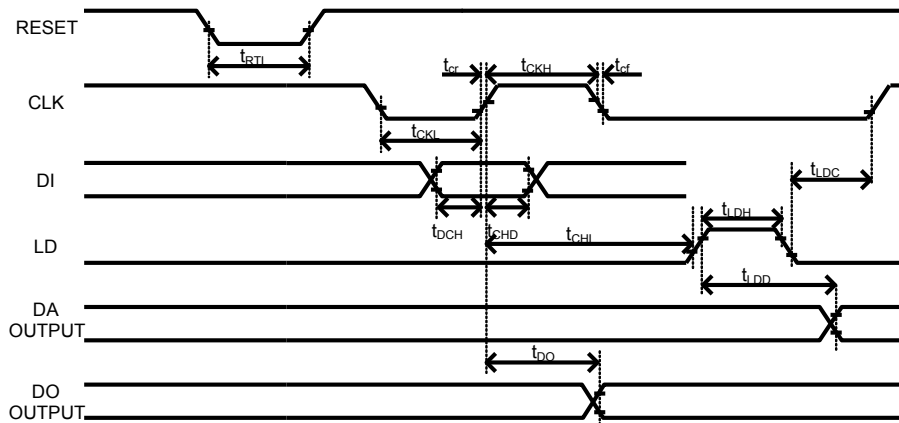 RESET
tRTL
tcr
tCKH
tcf
CLK
tCKL
DI
tLDC
tLDH
tDCH
tCHD
tCHL
LD
tLDD
DA
OUTPUT
tDO
DO
OUTPUT